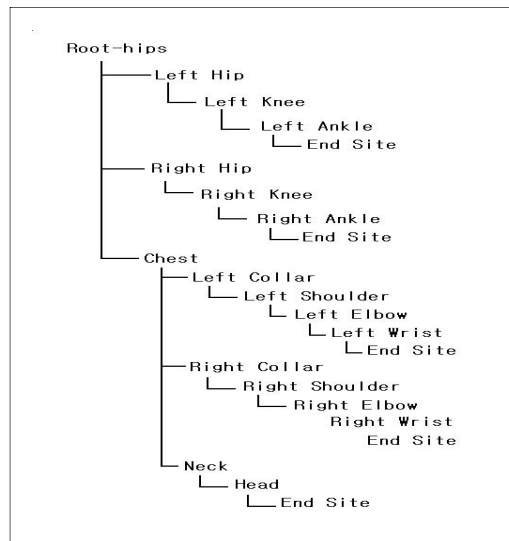 Root-hips
Left Hip
Left Knee
Left Ankle
End Site
Right Hip
Right Knee
Right Ankle
End Site
Chest
Left Collar
Left Shoulder
Left Elbow
Left Wrist
End Site
Right Collar
Right Shoulder
Right Elbow
Right Wrist
End Site
Neck
Head
End Site